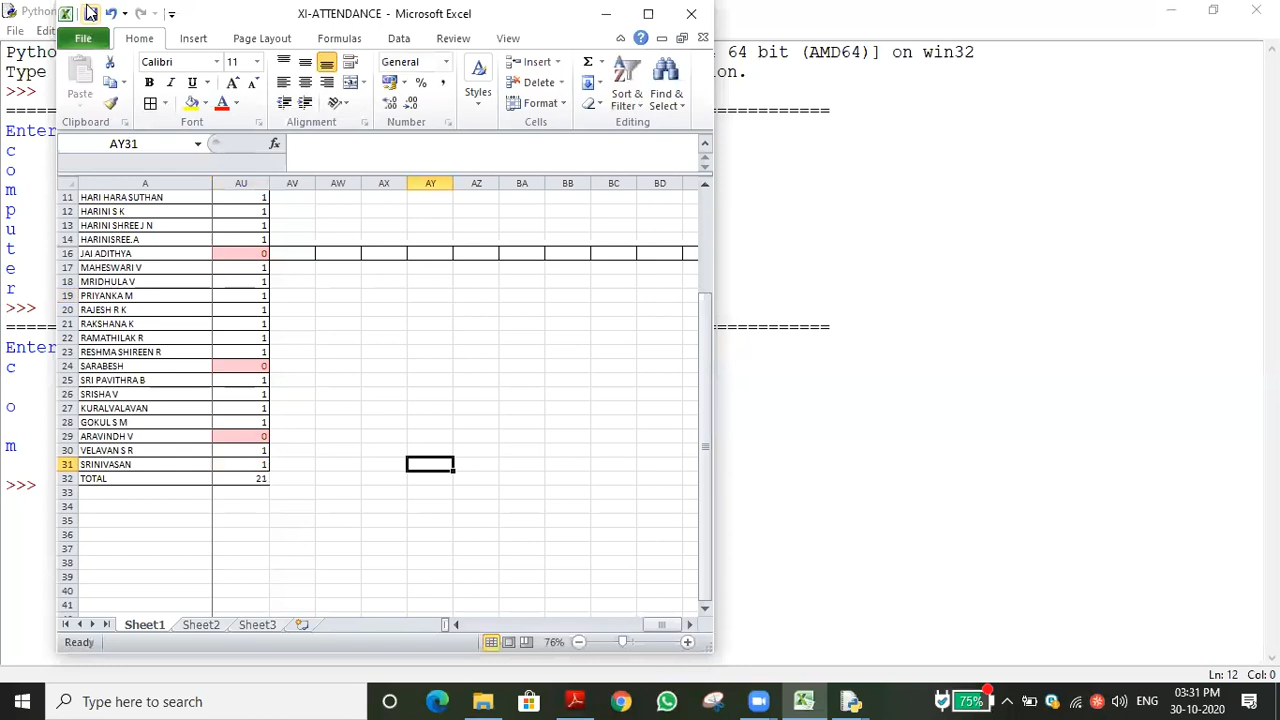 Python
XI-ATTENDANCE - Microsoft Excel
File Home Insert Page Layout Formulas Data Review View
File Ed
Pytho
64 bit (AMD64)] on win32
Type
on.
>>>
Calibri 11
General
Insert
Delete
Format
Paste
Styles
Sort & Filter
Find & Select
Clipboard Font Alignment Number Cells Editing
AY31 fx
A AU AV AW AX AY AZ BA BB BC BD
11 HARI HARA SUTHAN 1
12 HARINI S K 1
13 HARINI SHREE J N 1
14 HARINISREE.A 1
16 JAI ADITHYA 0
17 MAHESWARI V 1
18 MRIDHULA V 1
19 PRIYANKA M 1
20 RAJESH R K 1
21 RAKSHANA K 1
22 RAMATHILAK R 1
23 RESHMA SHIREEN R 1
24 SARABESH 0
25 SRI PAVITHRA B 1
26 SRISHA V 1
27 KURALVALAVAN 1
28 GOKUL S M 1
29 ARAVINDH V 0
30 VELAVAN S R 1
31 SRINIVASAN 1
32 TOTAL 21
33
34
35
36
37
38
39
40
41
Sheet1 Sheet2 Sheet3
Ready 76%
Enter
c
o
m
p
u
t
e
r
>>>
Enter
c
o
m
>>>
Ln: 12 Col: 0
Type here to search
75%
ENG
03:31 PM
30-10-2020